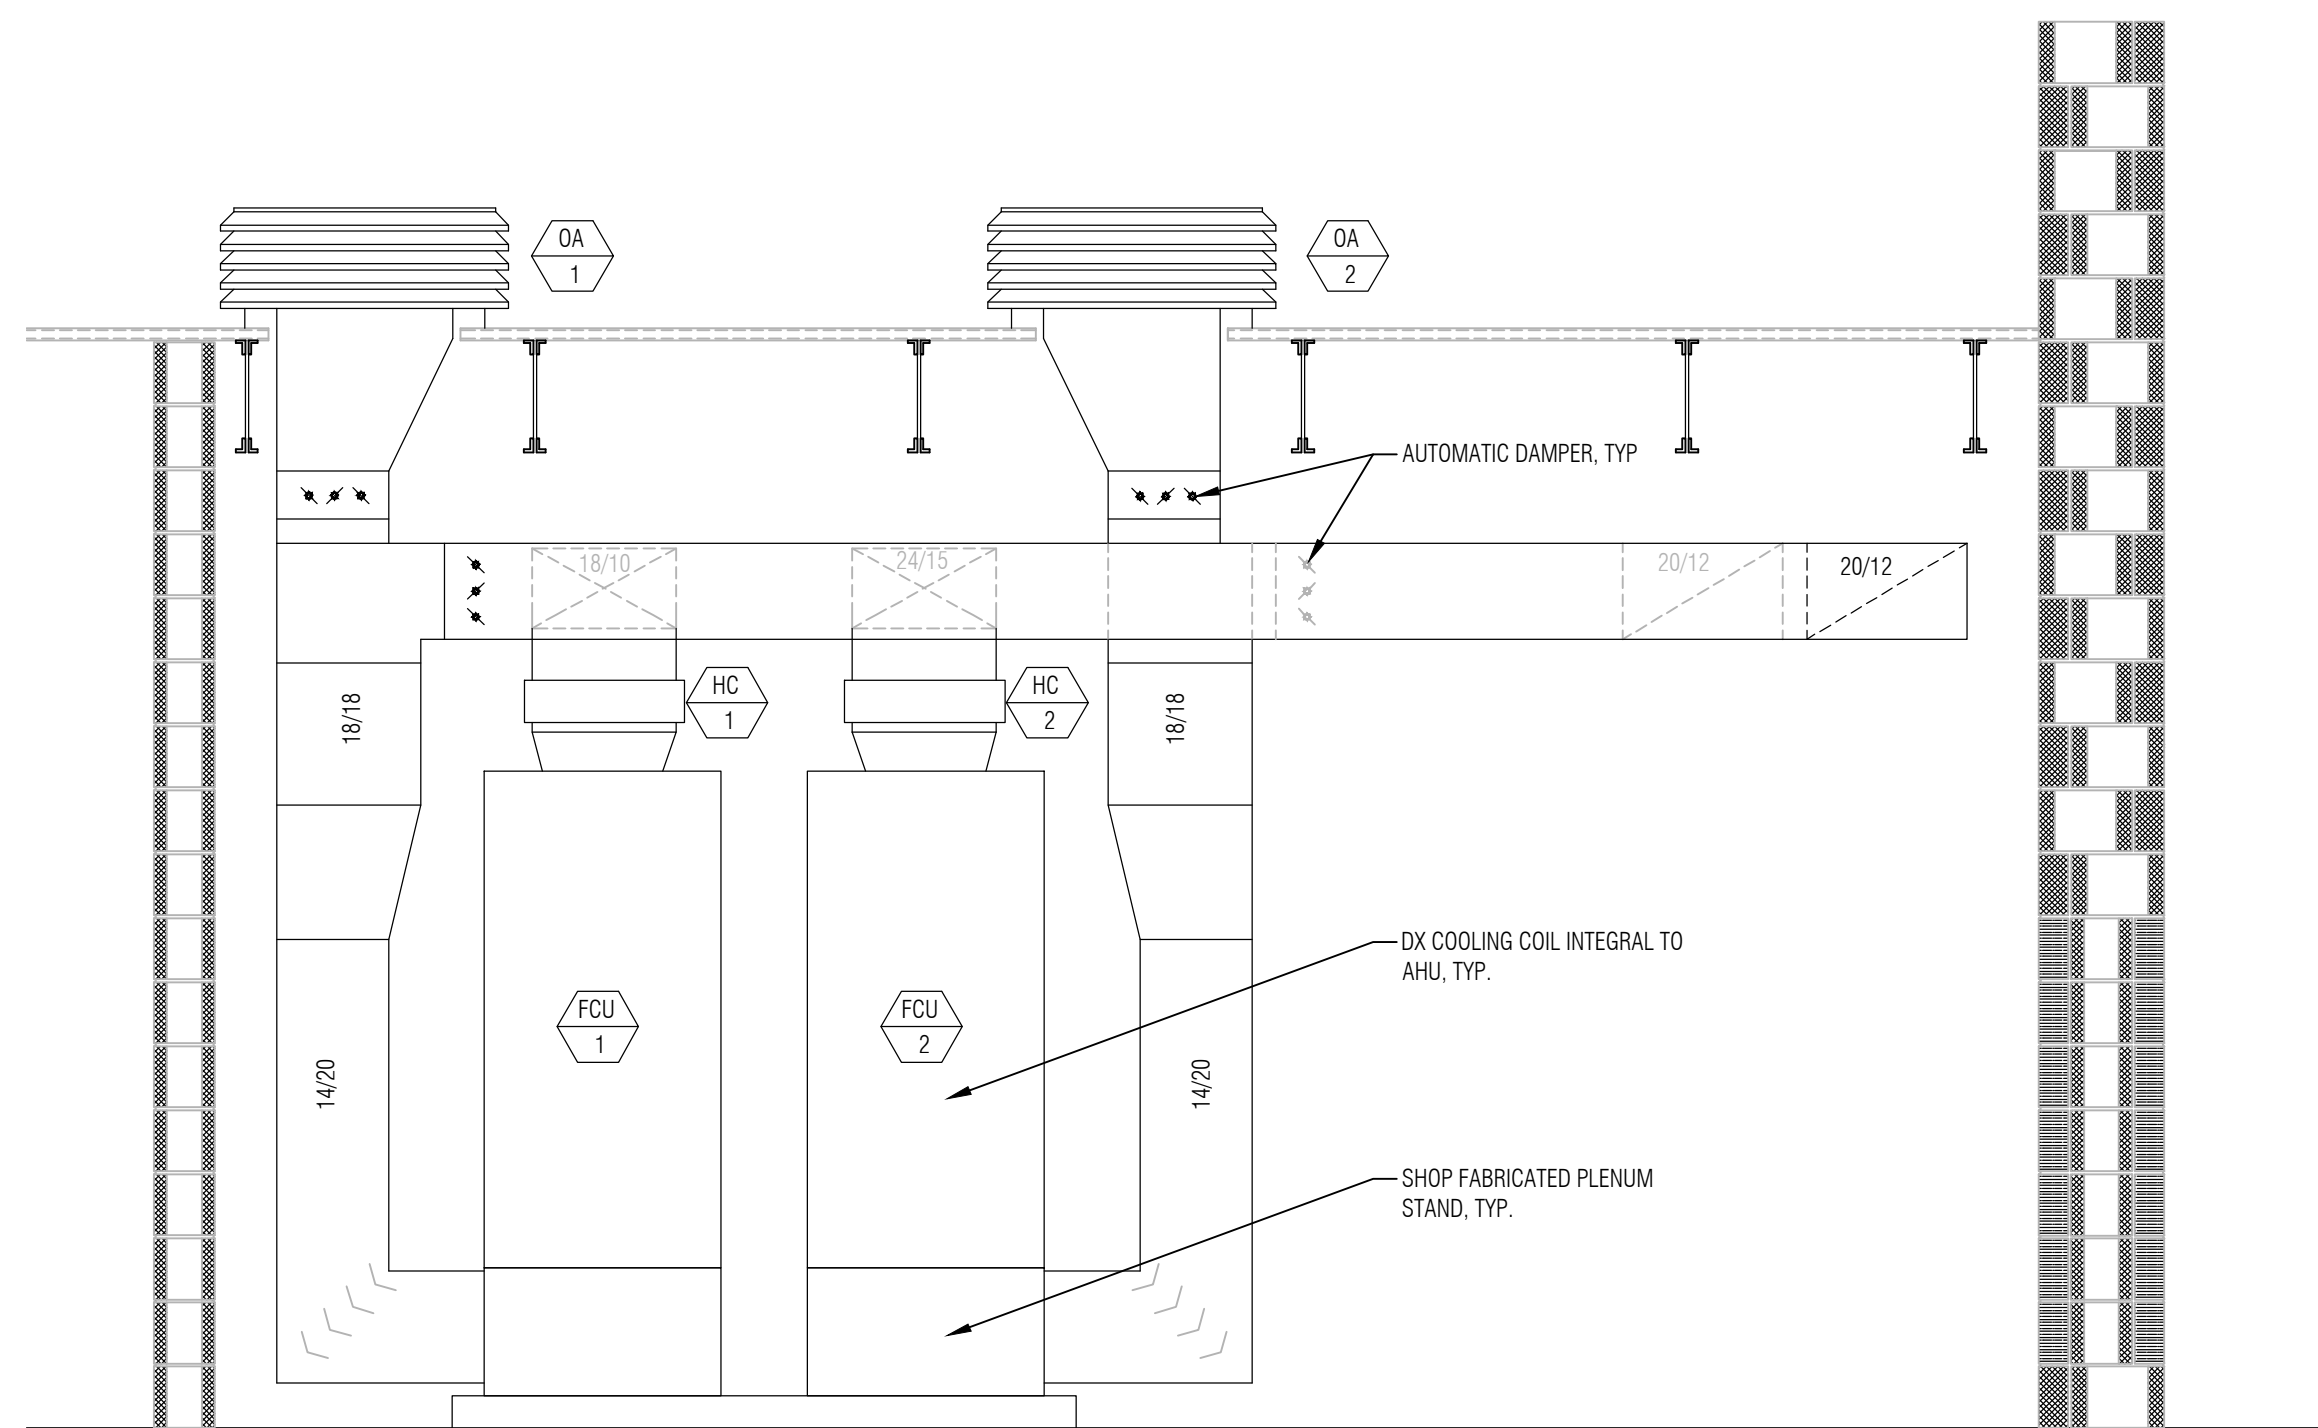 OA
1
OA
2
AUTOMATIC DAMPER, TYP
18/10
24/15
20/12
20/12
HC
1
HC
2
18/18
18/18
DX COOLING COIL INTEGRAL TO
AHU, TYP.
FCU
1
FCU
2
14/20
14/20
SHOP FABRICATED PLENUM
STAND, TYP.